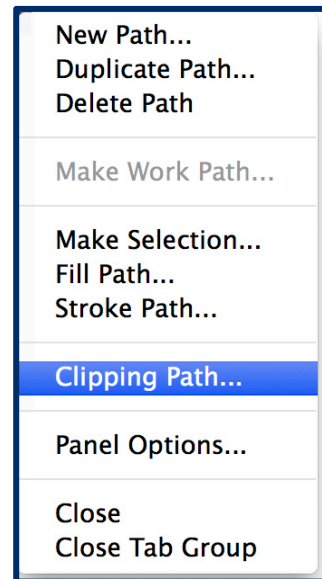 New Path...
Duplicate Path...
Delete Path
Make Work Path...
Make Selection...
Fill Path...
Stroke Path...
Clipping Path...
Panel Options...
Close
Close Tab Group